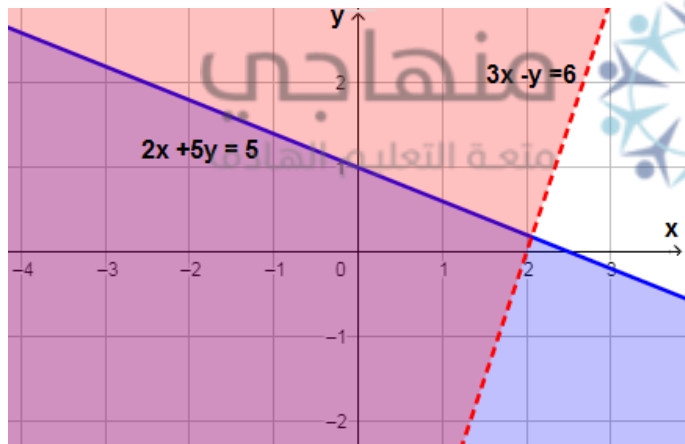 y
منهاجي
2
3x -y =6
2x +5y = 5
متعة التعليم الهادف
1
x
−4 −3 −2 −1 0 1 2 3
−1
−2